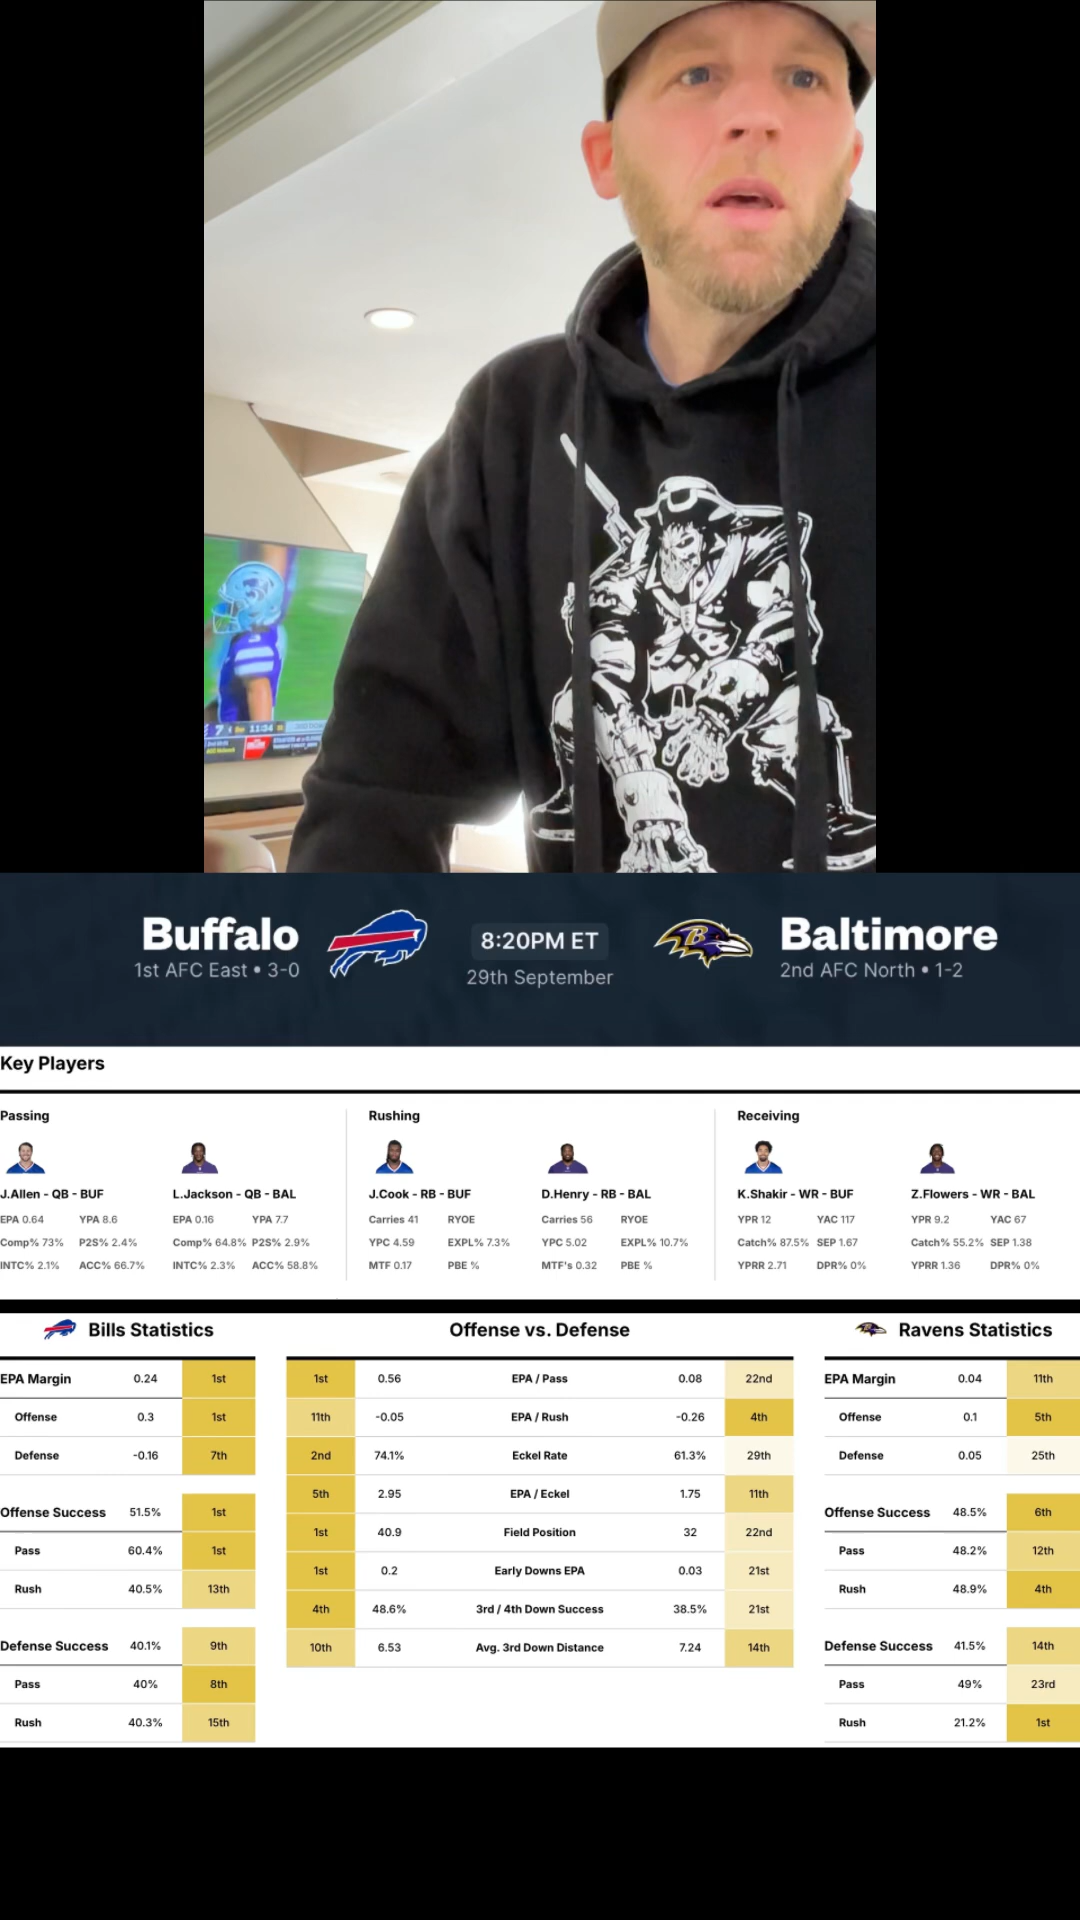 7
11:34
Buffalo
1st AFC East • 3-0
8:20PM ET
29th September
Baltimore
2nd AFC North • 1-2
Key Players
Passing
Rushing
Receiving
J.Allen - QB - BUF
L.Jackson - QB - BAL
J.Cook - RB - BUF
D.Henry - RB - BAL
K.Shakir - WR - BUF
Z.Flowers - WR - BAL
EPA 0.64 YPA 8.6 EPA 0.16 YPA 7.7 Carries 41 RYOE Carries 56 RYOE YPR 12 YAC 117 YPR 9.2 YAC 67
Comp% 73% P2S% 2.4% Comp% 64.8% P2S% 2.9% YPC 4.59 EXPL% 7.3% YPC 5.02 EXPL% 10.7% Catch% 87.5% SEP 1.67 Catch% 55.2% SEP 1.38
INTC% 2.1% ACC% 66.7% INTC% 2.3% ACC% 58.8% MTF 0.17 PBE % MTF's 0.32 PBE % YPRR 2.71 DPR% 0% YPRR 1.36 DPR% 0%
Bills Statistics
EPA Margin 0.24 1st
Offense 0.3 1st
Defense -0.16 7th
Offense Success 51.5% 1st
Pass 60.4% 1st
Rush 40.5% 13th
Defense Success 40.1% 9th
Pass 40% 8th
Rush 40.3% 15th
Offense vs. Defense
1st 0.56 EPA / Pass 0.08 22nd
11th -0.05 EPA / Rush -0.26 4th
2nd 74.1% Eckel Rate 61.3% 29th
5th 2.95 EPA / Eckel 1.75 11th
1st 40.9 Field Position 32 22nd
1st 0.2 Early Downs EPA 0.03 21st
4th 48.6% 3rd / 4th Down Success 38.5% 21st
10th 6.53 Avg. 3rd Down Distance 7.24 14th
Ravens Statistics
EPA Margin 0.04 11th
Offense 0.1 5th
Defense 0.05 25th
Offense Success 48.5% 6th
Pass 48.2% 12th
Rush 48.9% 4th
Defense Success 41.5% 14th
Pass 49% 23rd
Rush 21.2% 1st